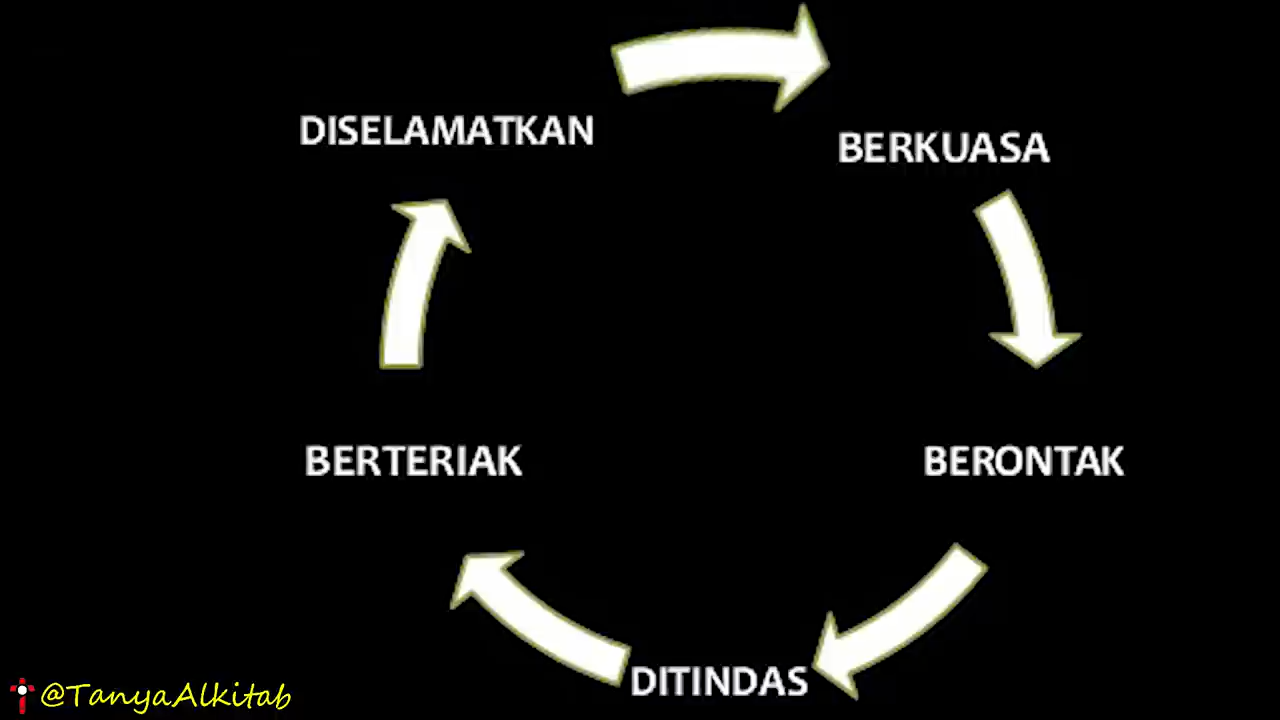 DISELAMATKAN
BERKUASA
BERTERIAK
BERONTAK
DITINDAS
@TanyaAlkitab